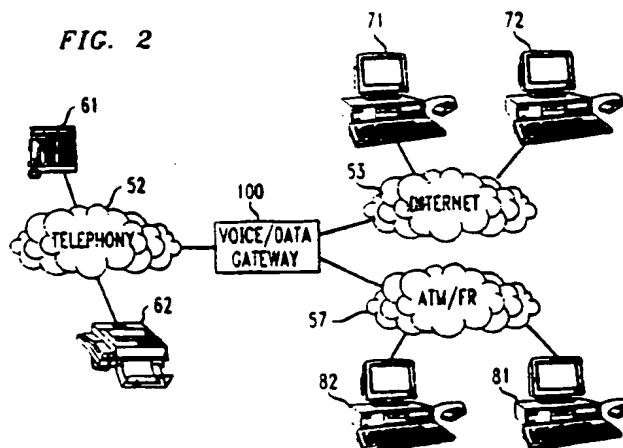 FIG. 2
71
72
61
52
53
100
TELEPHONY
VOICE/DATA
GATEWAY
INTERNET
ATM/FR
57
62
82
81